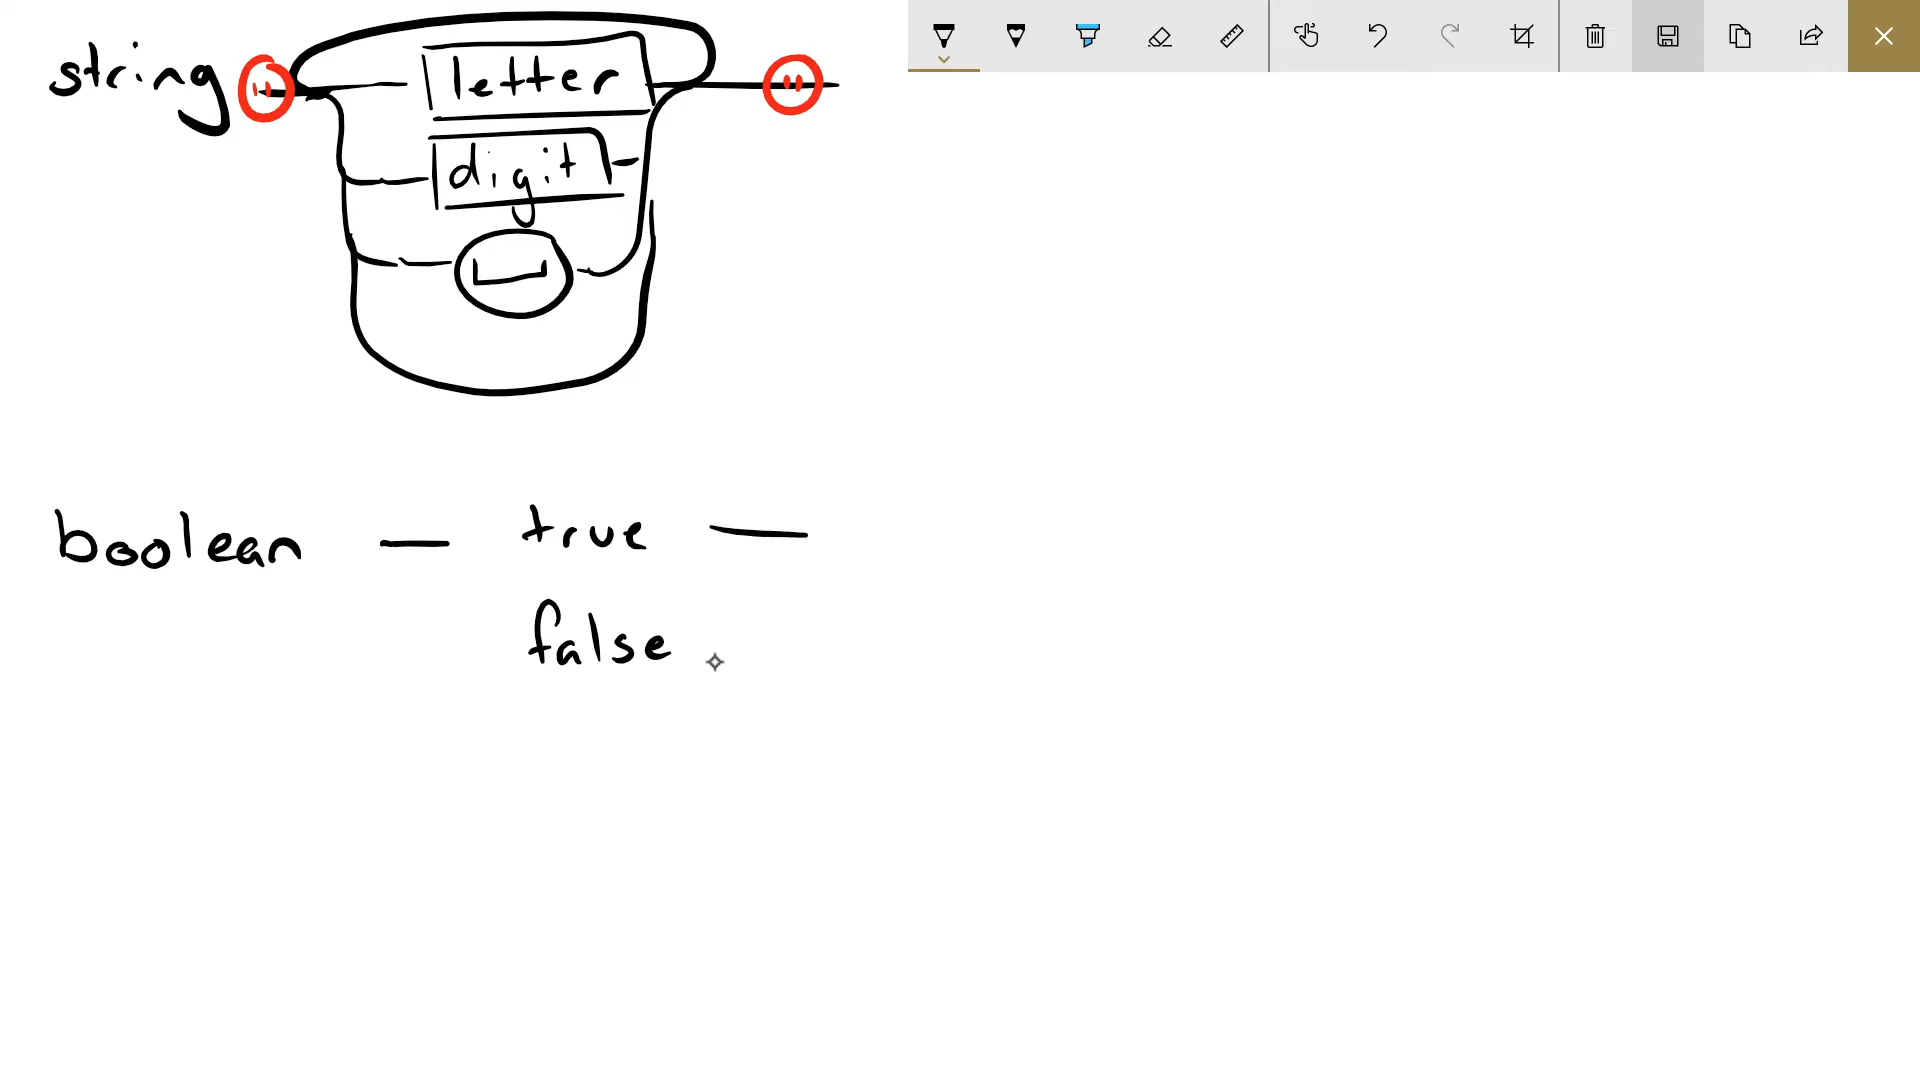 string " letter "
digit
boolean — true —
false